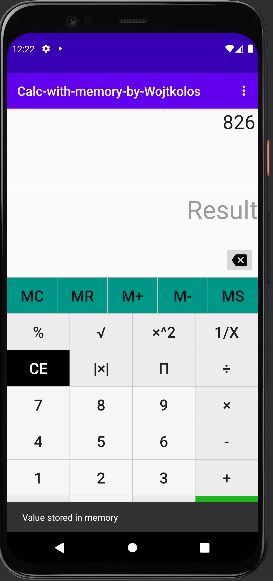 12:22
Calc-with-memory-by-Wojtkolos
826
Result
MC MR M+ M- MS
% √ ×^2 1/X
CE |×| Π ÷
7 8 9 ×
4 5 6 -
1 2 3 +
Value stored in memory